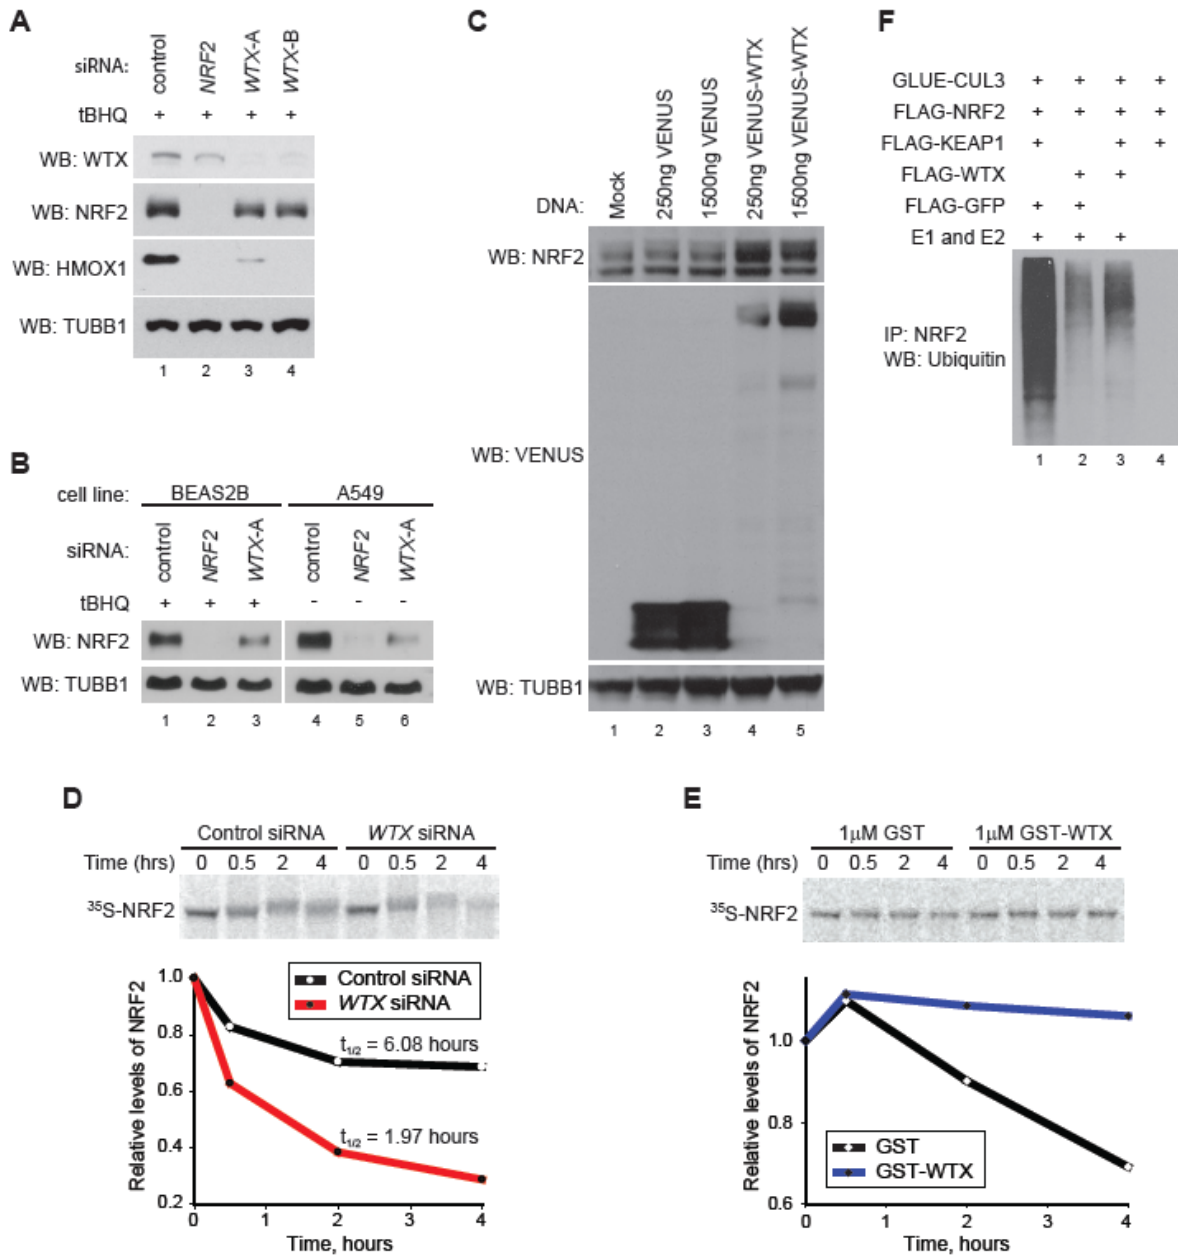 A
siRNA: control NRF2 WTX-A WTX-B
tBHQ + + + +
WB: WTX
WB: NRF2
WB: HMOX1
WB: TUBB1
1 2 3 4
B
cell line: BEAS2B A549
siRNA: control NRF2 WTX-A control NRF2 WTX-A
tBHQ + + + - - -
WB: NRF2
WB: TUBB1
1 2 3 4 5 6
C
DNA: Mock 250ng VENUS 1500ng VENUS 250ng VENUS-WTX 1500ng VENUS-WTX
WB: NRF2
WB: VENUS
WB: TUBB1
1 2 3 4 5
F
GLUE-CUL3 + + + +
FLAG-NRF2 + + + +
FLAG-KEAP1 + + +
FLAG-WTX + +
FLAG-GFP + +
E1 and E2 + + +
IP: NRF2
WB: Ubiquitin
1 2 3 4
D
Control siRNA WTX siRNA
Time (hrs) 0 0.5 2 4 0 0.5 2 4
³⁵S-NRF2
Relative levels of NRF2
1.0
0.8
0.6
0.4
0.2
Control siRNA
WTX siRNA
t₁/₂ = 6.08 hours
t₁/₂ = 1.97 hours
0 1 2 3 4
Time, hours
E
1µM GST 1µM GST-WTX
Time (hrs) 0 0.5 2 4 0 0.5 2 4
³⁵S-NRF2
Relative levels of NRF2
1.0
0.8
0.6
GST
GST-WTX
0 1 2 3 4
Time, hours